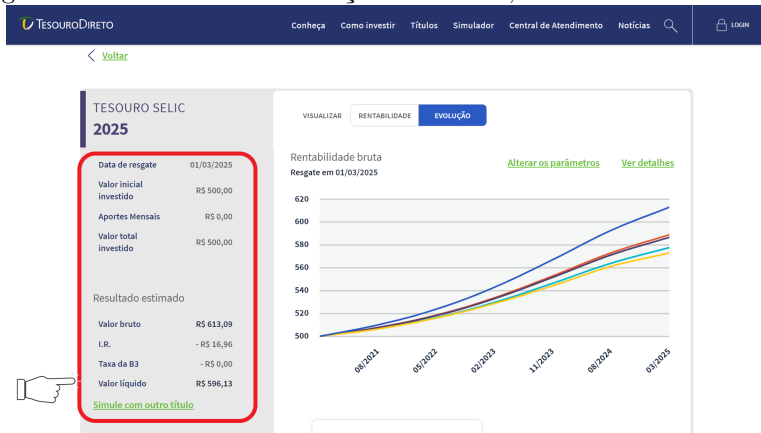 TESOURODIRETO
Conheça Como investir Títulos Simulador Central de Atendimento Notícias LOGIN
Voltar
TESOURO SELIC
2025
Data de resgate 01/03/2025
Valor inicial
investido R$ 500,00
Aportes Mensais R$ 0,00
Valor total
investido R$ 500,00
Resultado estimado
Valor bruto R$ 613,09
I.R. - R$ 16,96
Taxa da B3 - R$ 0,00
Valor líquido R$ 596,13
Simule com outro título
VISUALIZAR RENTABILIDADE EVOLUÇÃO
Rentabilidade bruta
Resgate em 01/03/2025
Alterar os parâmetros Ver detalhes
620
600
580
560
540
520
500
08/2021 05/2022 02/2023 11/2023 08/2024 03/2025